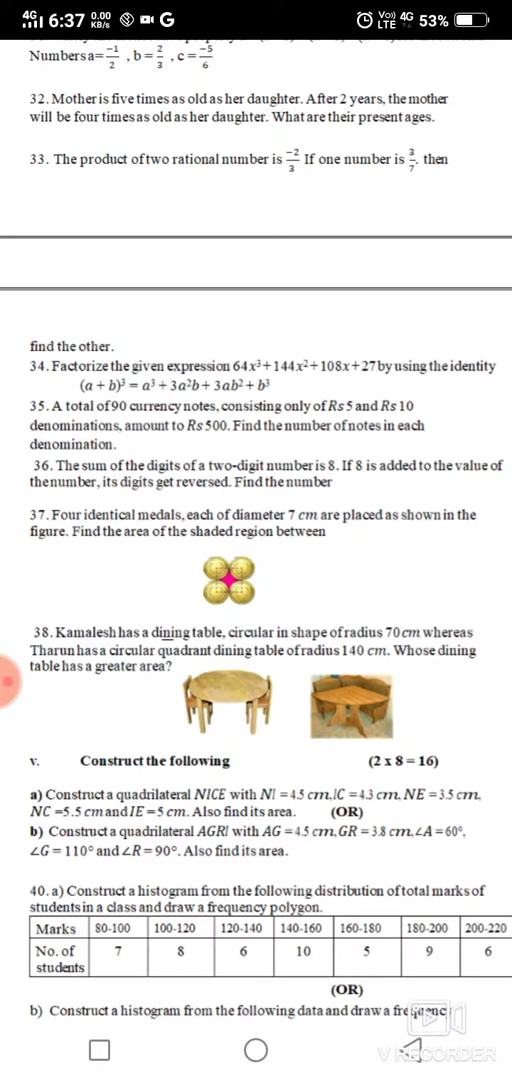 4G 6:37 0.00 KB/s G Vo) LTE 4G 53%
Numbers a= -1/2 , b= 2/3 , c= -5/6
32. Mother is five times as old as her daughter. After 2 years, the mother
will be four times as old as her daughter. What are their present ages.
33. The product of two rational number is -2/3 If one number is 3/7, then
find the other.
34. Factorize the given expression 64x³+144x²+108x+27 by using the identity
(a + b)³ = a³ + 3a²b + 3ab² + b³
35. A total of 90 currency notes, consisting only of Rs 5 and Rs 10
denominations, amount to Rs 500. Find the number of notes in each
denomination.
36. The sum of the digits of a two-digit number is 8. If 8 is added to the value of
the number, its digits get reversed. Find the number
37. Four identical medals, each of diameter 7 cm are placed as shown in the
figure. Find the area of the shaded region between
38. Kamalesh has a dining table, circular in shape of radius 70 cm whereas
Tharun has a circular quadrant dining table of radius 140 cm. Whose dining
table has a greater area?
v. Construct the following (2 x 8 = 16)
a) Construct a quadrilateral NICE with NI = 4.5 cm, IC = 4.3 cm, NE = 3.5 cm,
NC = 5.5 cm and IE = 5 cm. Also find its area. (OR)
b) Construct a quadrilateral AGRI with AG = 4.5 cm, GR = 3.8 cm, ∠A = 60°,
∠G = 110° and ∠R = 90°. Also find its area.
40. a) Construct a histogram from the following distribution of total marks of
students in a class and draw a frequency polygon.
Marks 80-100 100-120 120-140 140-160 160-180 180-200 200-220
No. of students 7 8 6 10 5 9 6
(OR)
b) Construct a histogram from the following data and draw a frequenc
V RECORDER